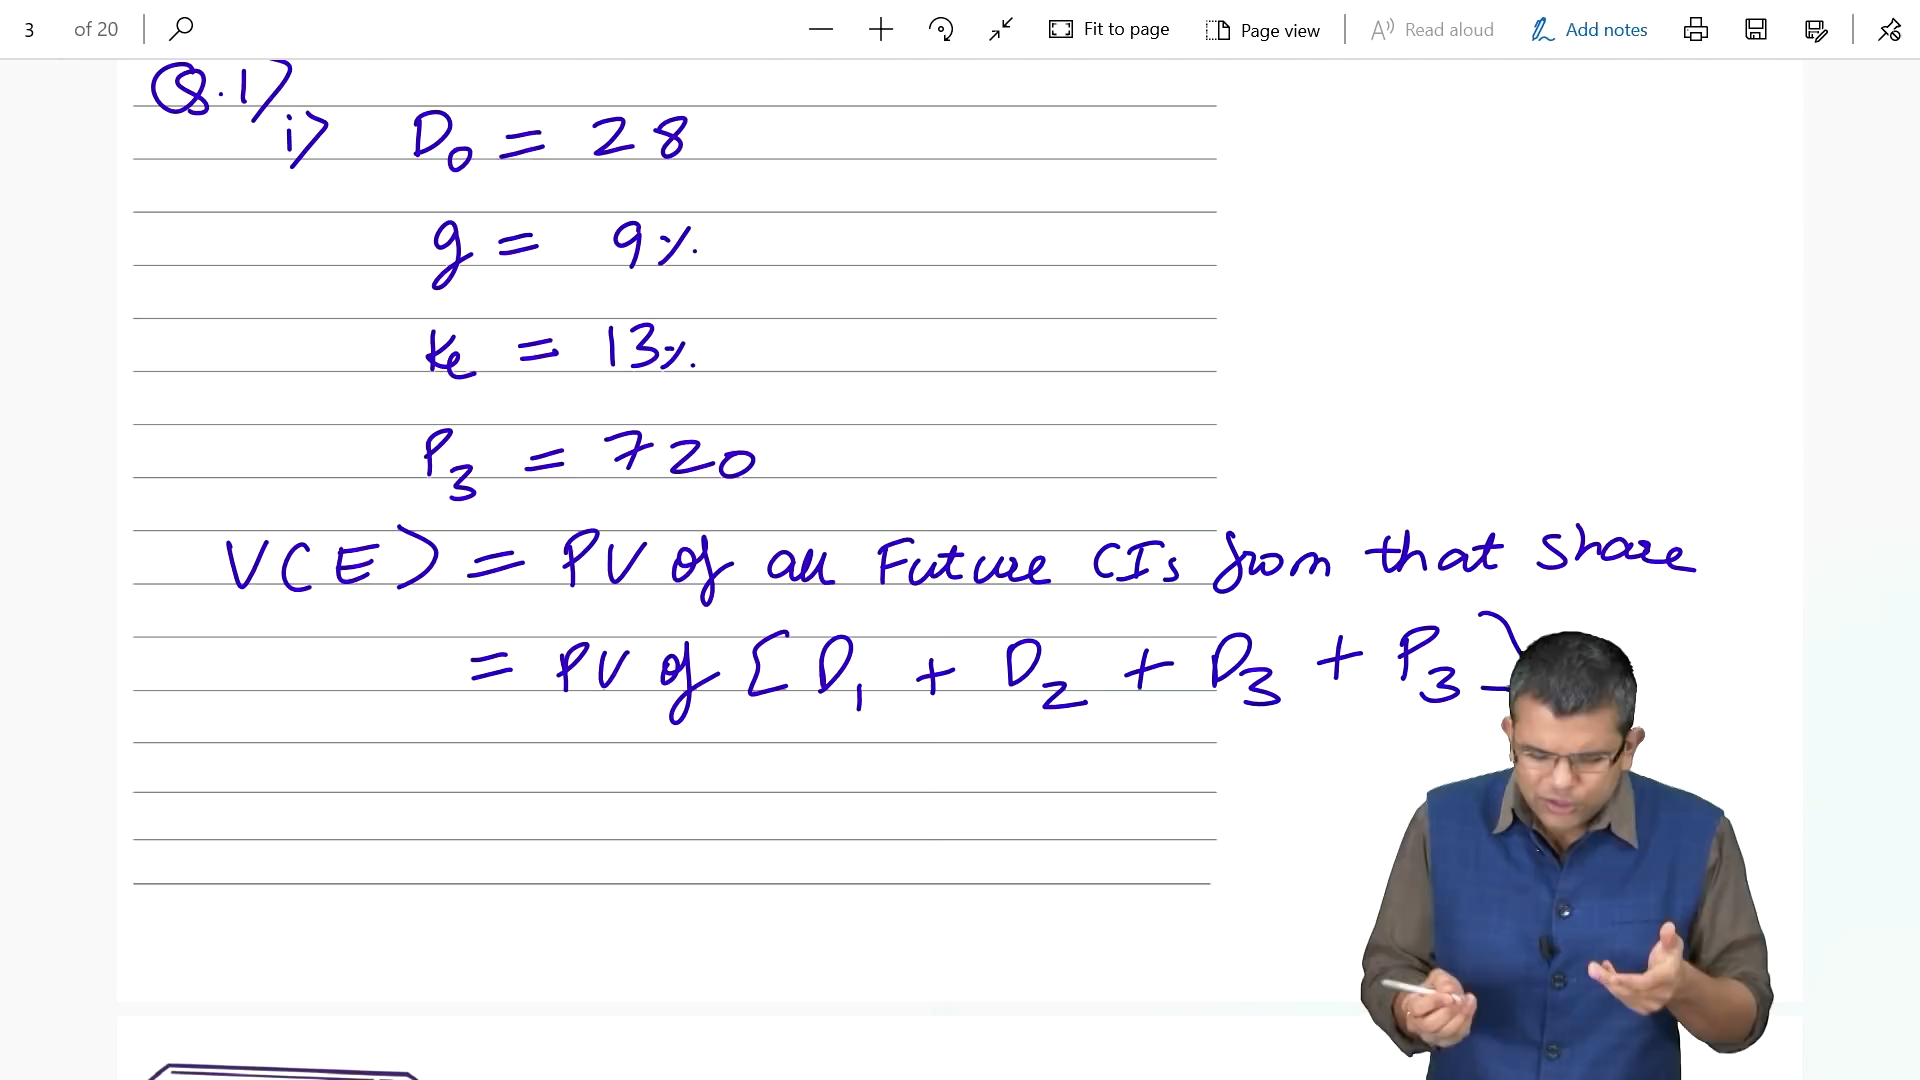 3 of 20 Fit to page Page view Read aloud Add notes
Q.1)
i) D₀ = 28
g = 9%
Ke = 13%
P₃ = 720
V(E) = PV of all Future CIs from that share
= PV of [D₁ + D₂ + D₃ + P₃]